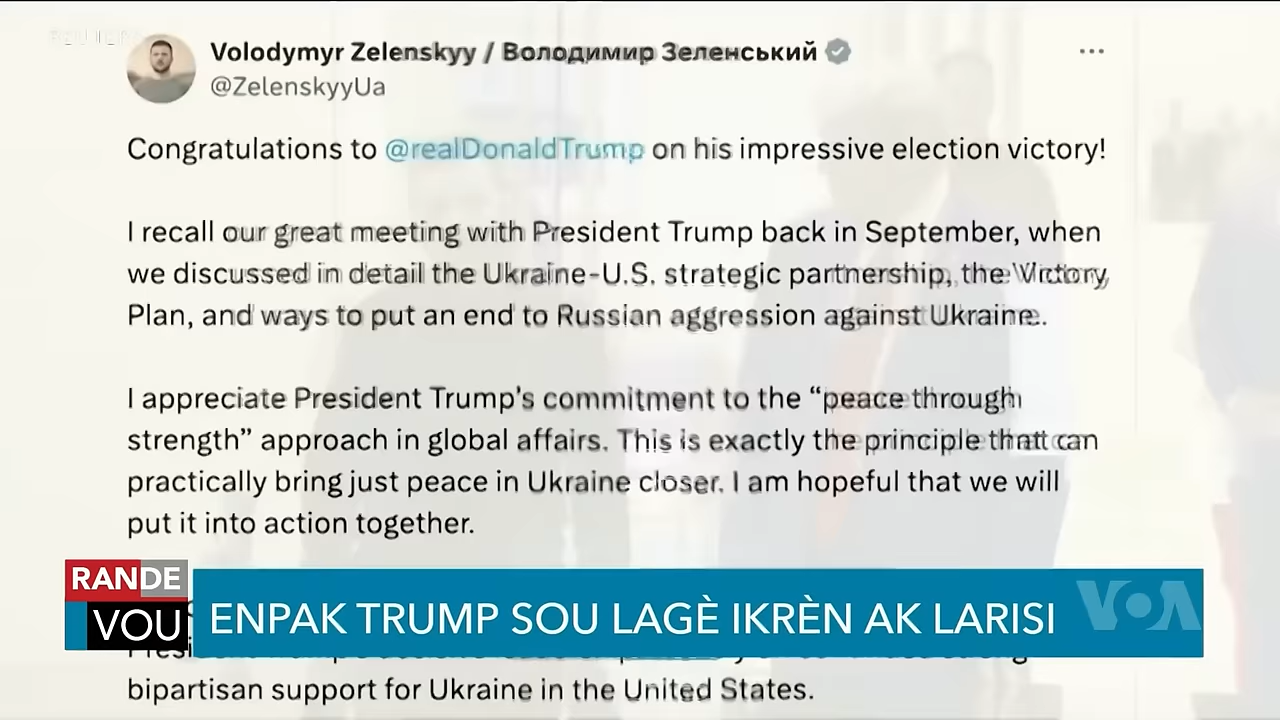 REUTERS
Volodymyr Zelenskyy / Володимир Зеленський
@ZelenskyyUa
Congratulations to @realDonaldTrump on his impressive election victory!
I recall our great meeting with President Trump back in September, when
we discussed in detail the Ukraine-U.S. strategic partnership, the Victory
Plan, and ways to put an end to Russian aggression against Ukraine.
I appreciate President Trump's commitment to the “peace through
strength” approach in global affairs. This is exactly the principle that can
practically bring just peace in Ukraine closer. I am hopeful that we will
put it into action together.
RANDE
VOU
ENPAK TRUMP SOU LAGÈ IKRÈN AK LARISI
VOA
bipartisan support for Ukraine in the United States.